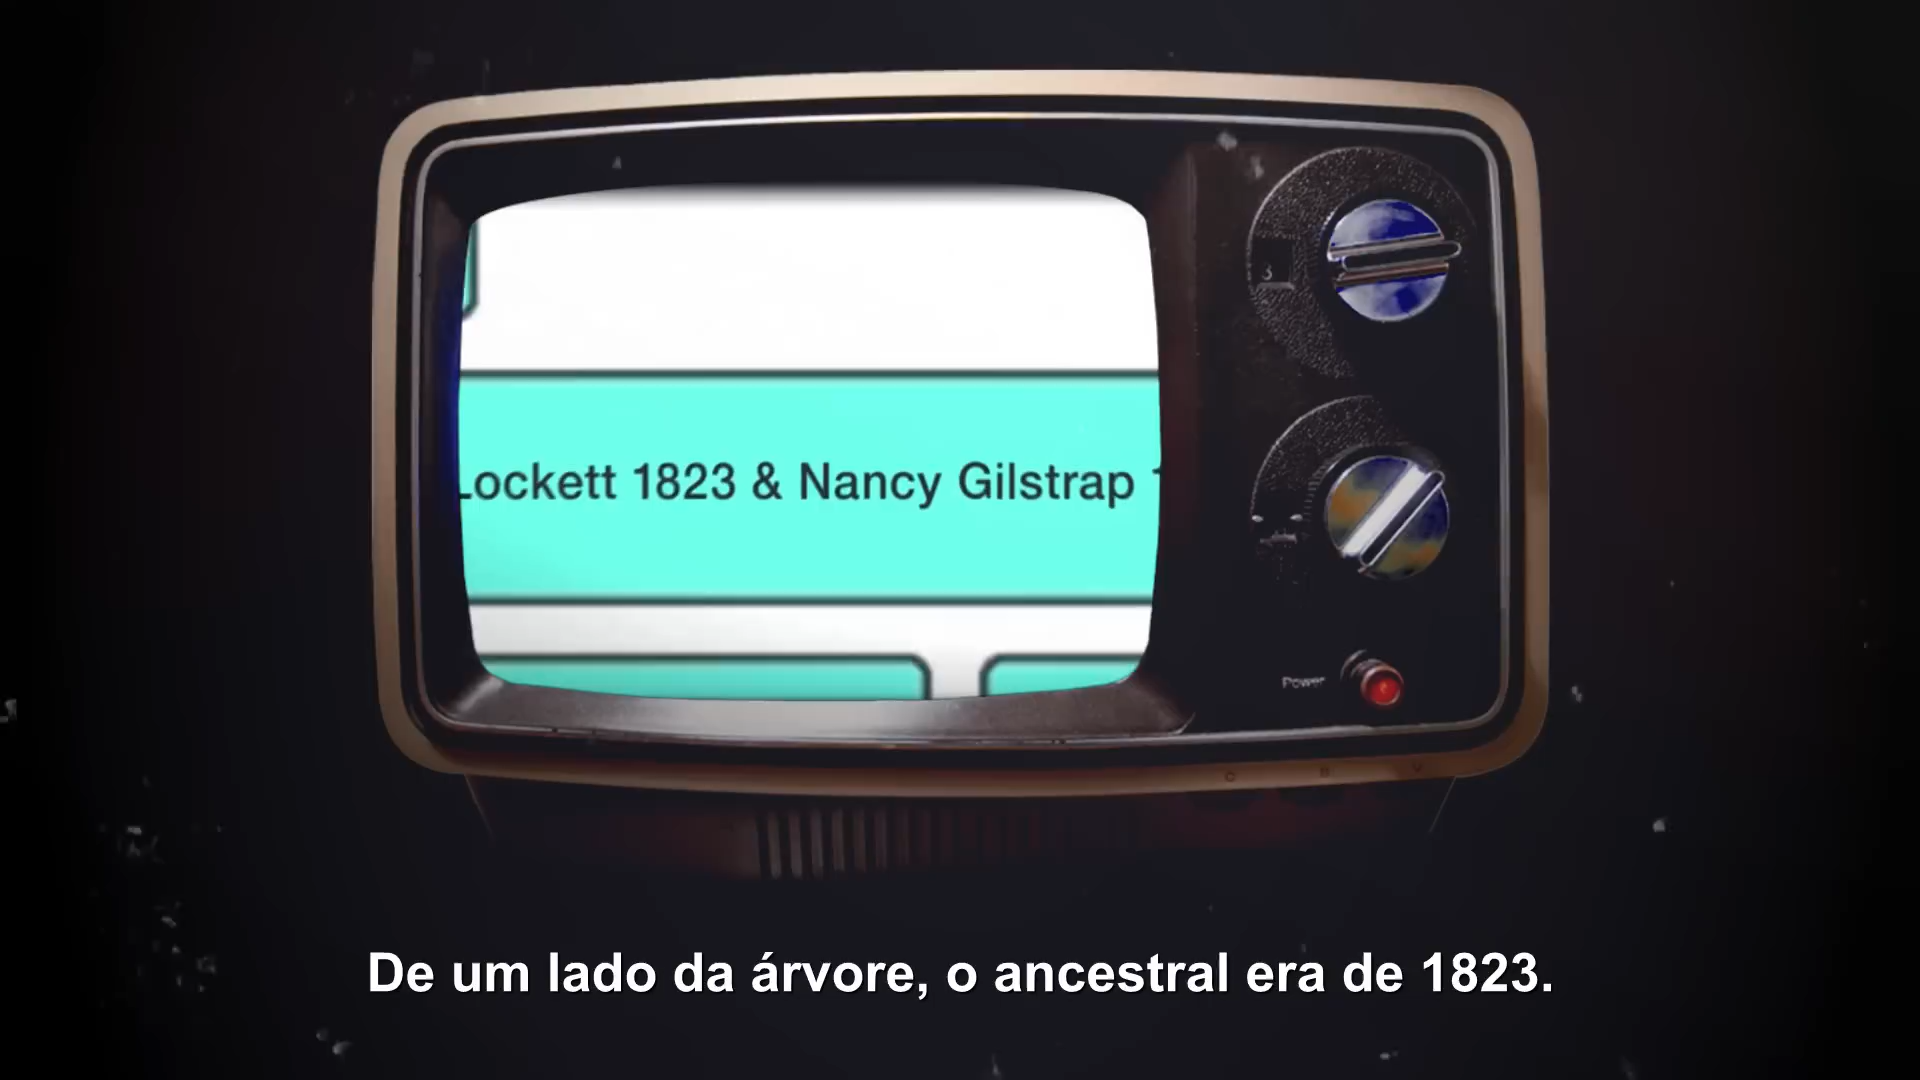 Lockett 1823 & Nancy Gilstrap
Power
De um lado da árvore, o ancestral era de 1823.